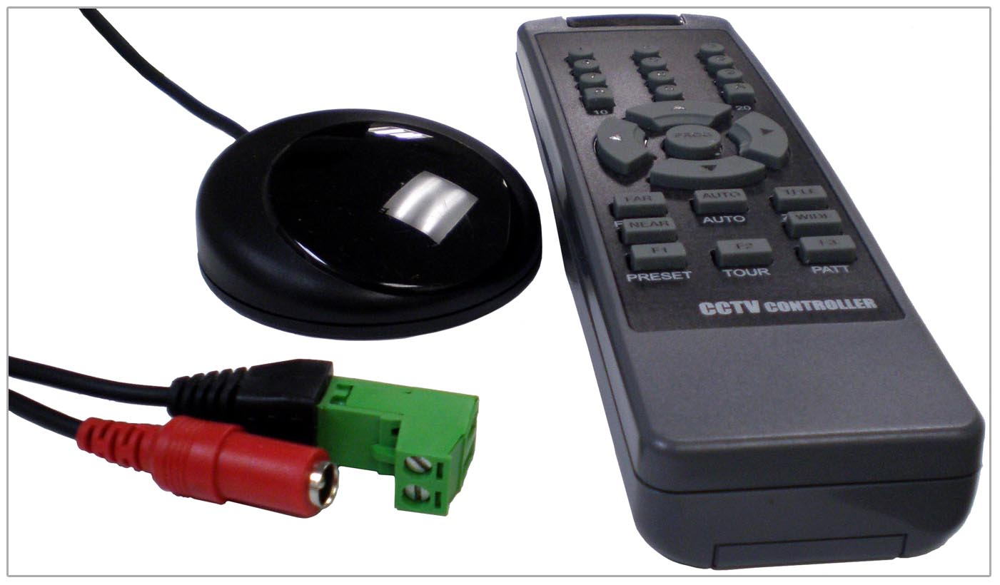 10 20
PROG
FAR AUTO TELE
AUTO
NEAR WIDE
F1 F2 F3
PRESET TOUR PATT
CCTV CONTROLLER